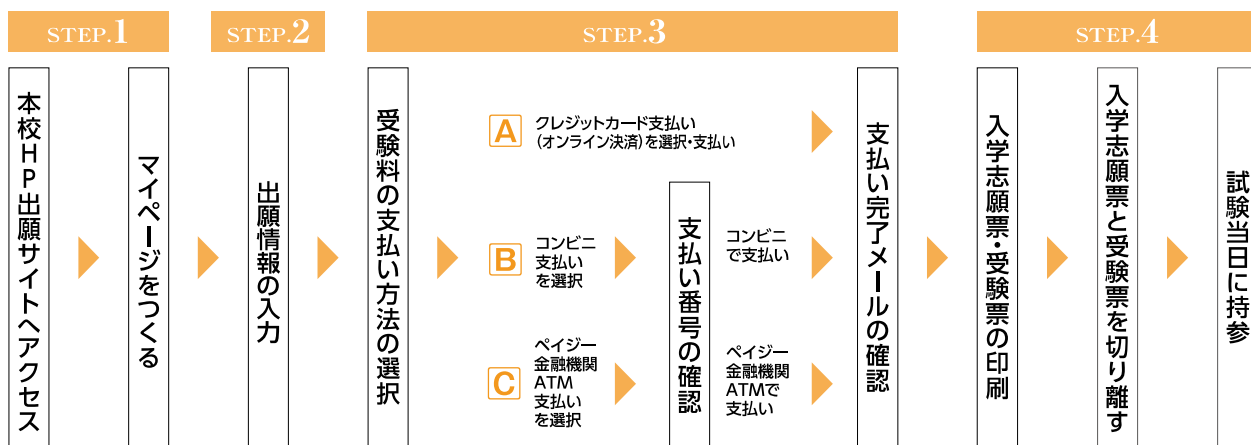 STEP.1
本校HP出願サイトへアクセス
マイページをつくる
STEP.2
出願情報の入力
STEP.3
受験料の支払い方法の選択
A
クレジットカード支払い
(オンライン決済)を選択・支払い
B
コンビニ
支払い
を選択
C
ペイジー
金融機関
ATM
支払い
を選択
支払い番号の確認
コンビニ
で支払い
ペイジー
金融機関
ATMで
支払い
支払い完了メールの確認
STEP.4
入学志願票・受験票の印刷
入学志願票と受験票を切り離す
試験当日に持参